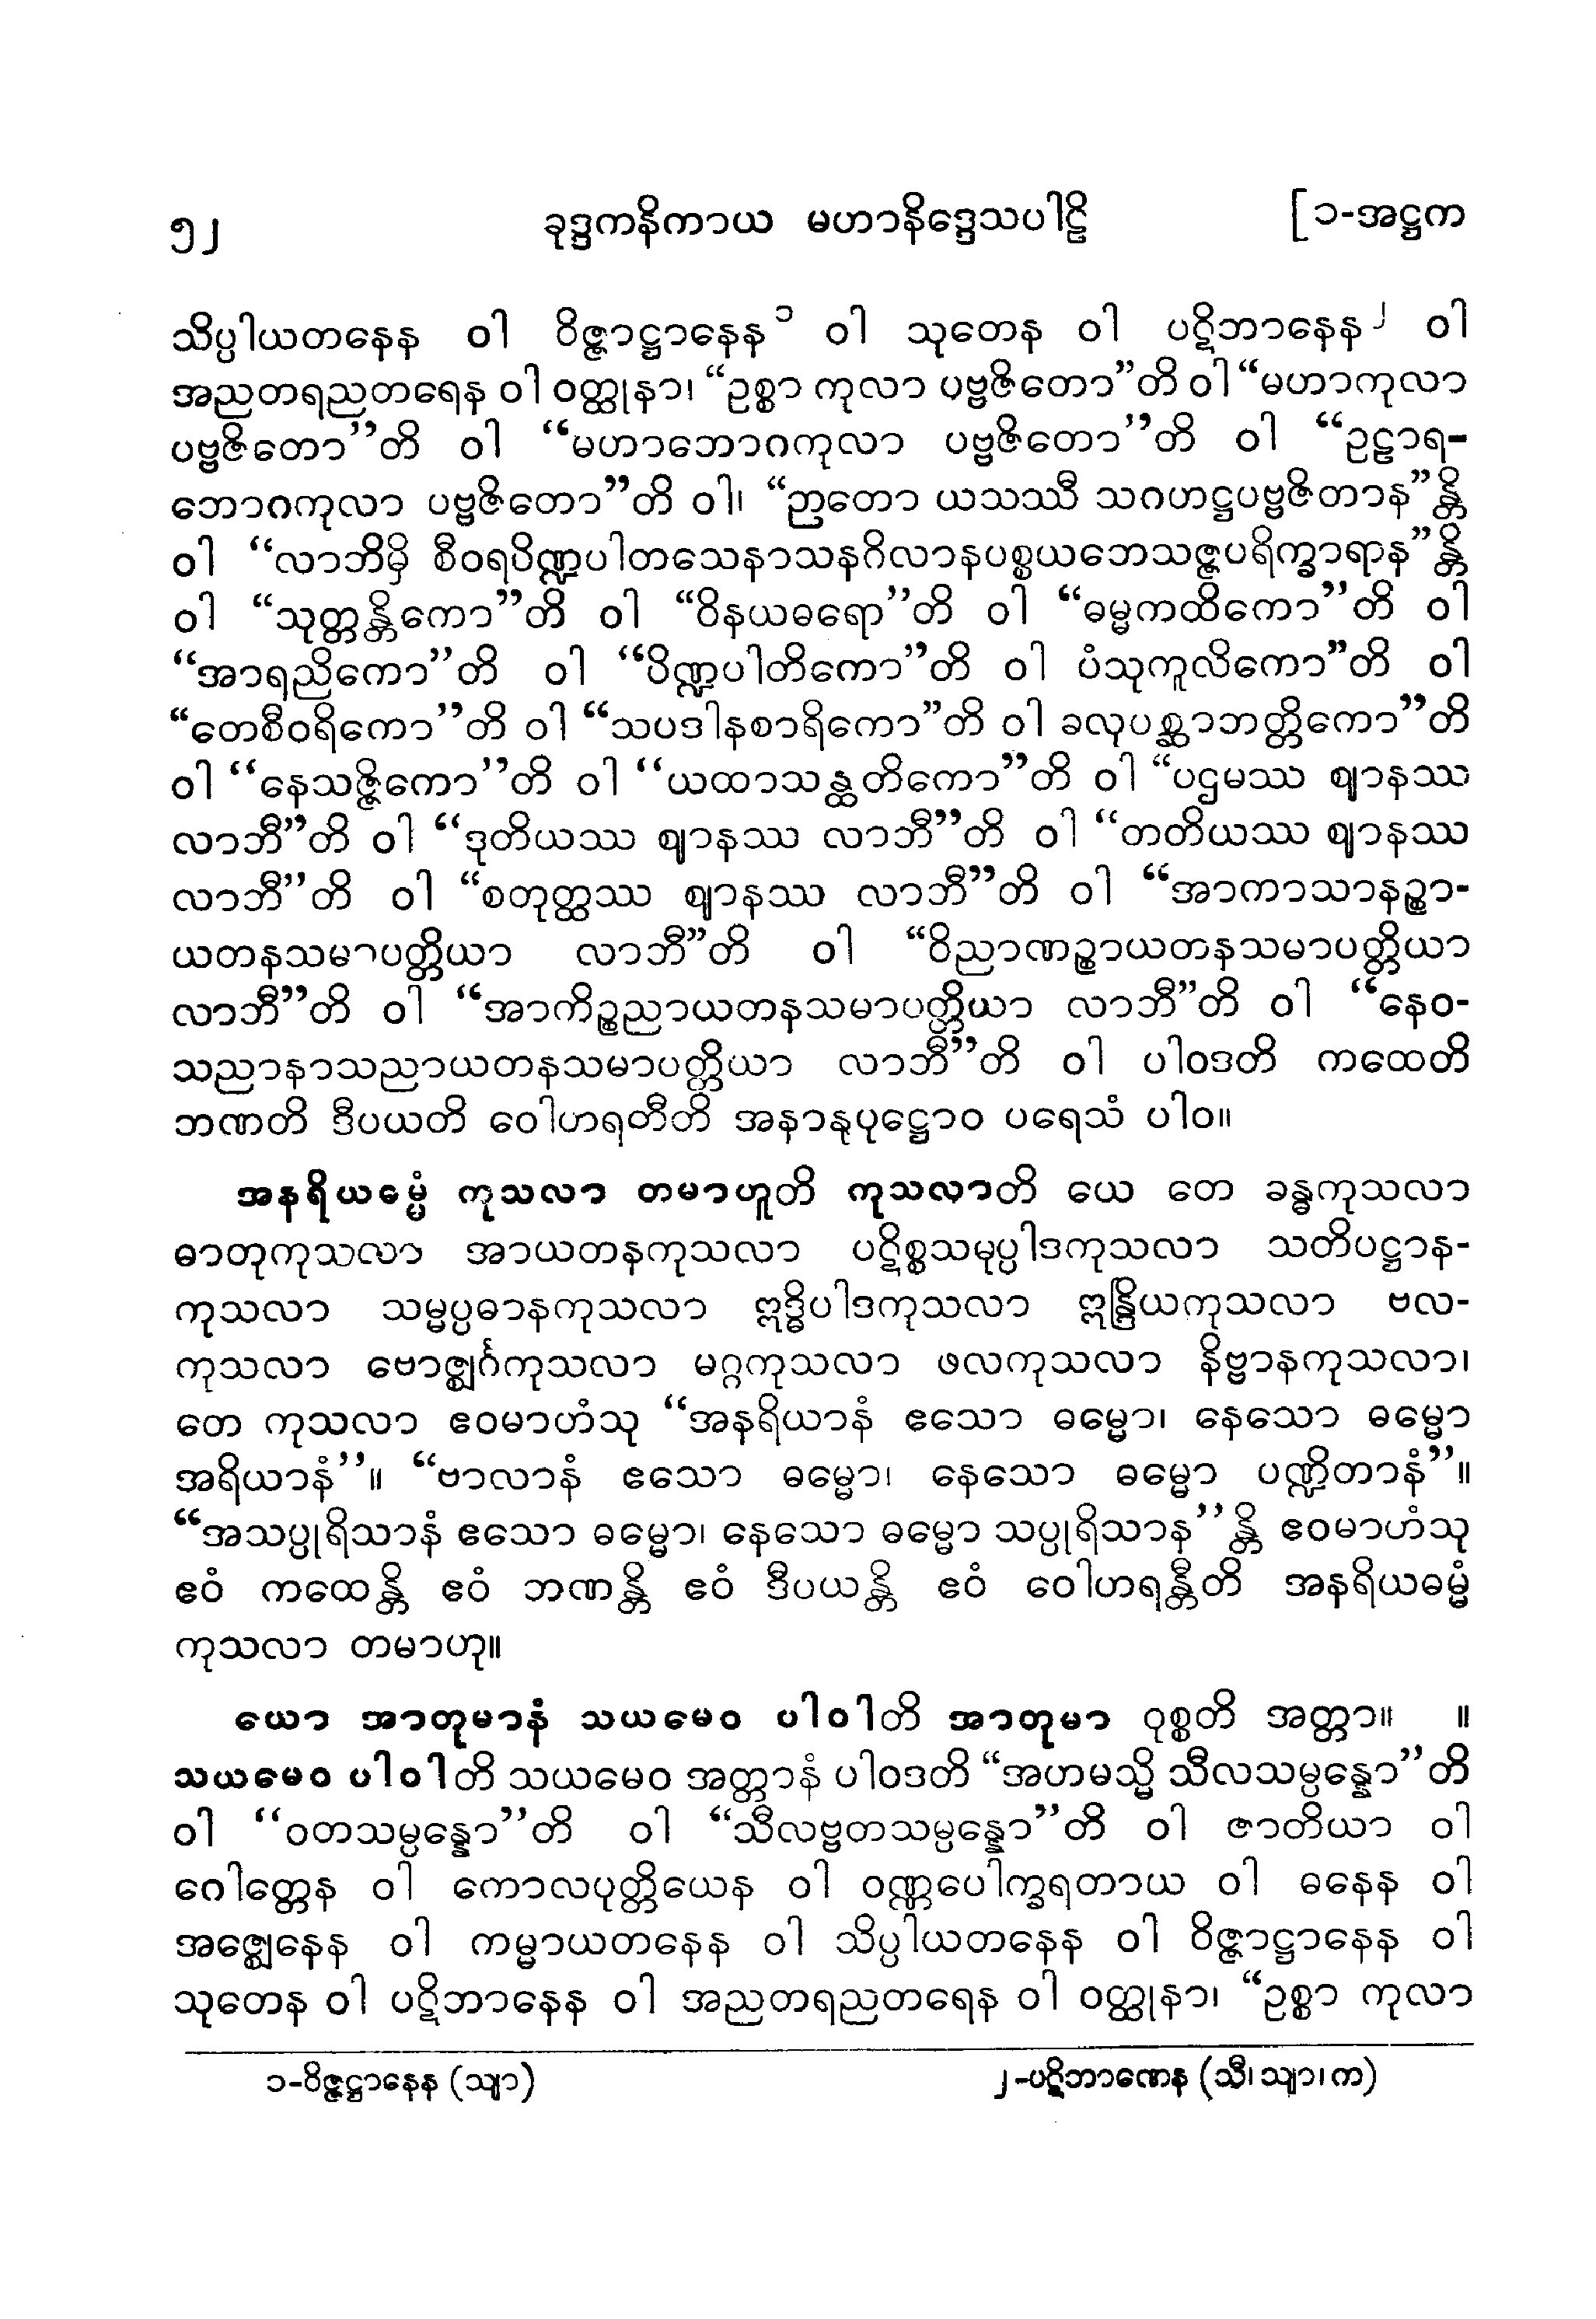 ၅၂ ခုဒ္ဒကနိကာယ မဟာနိဒ္ဒေသပါဠိ [၁-အဋ္ဌက
သိပ္ပါယတနေန ဝါ ဝိဇ္ဇာဋ္ဌာနေန၁ ဝါ သုတေန ဝါ ပဋိဘာနေန၂ ဝါ
အညတရညတရေန ဝါ ဝတ္ထုနာ၊ “ဥစ္စာ ကုလာ ပဗ္ဗဇိတော”တိ ဝါ “မဟာကုလာ
ပဗ္ဗဇိတော”တိ ဝါ “မဟာဘောဂကုလာ ပဗ္ဗဇိတော”တိ ဝါ “ဥဠာရ-
ဘောဂကုလာ ပဗ္ဗဇိတော”တိ ဝါ၊ “ဉာတော ယသဿီ သဂဟဋ္ဌပဗ္ဗဇိတာန”န္တိ
ဝါ “လာဘိမှိ စီဝရပိဏ္ဍပါတသေနာသနဂိလာနပစ္စယဘေသဇ္ဇပရိက္ခာရာန”န္တိ
ဝါ “သုတ္တန္တိကော”တိ ဝါ “ဝိနယဓရော”တိ ဝါ “ဓမ္မကထိကော”တိ ဝါ
“အာရညိကော”တိ ဝါ “ပိဏ္ဍပါတိကော”တိ ဝါ ပံသုကူလိကော”တိ ဝါ
“တေစီဝရိကော”တိ ဝါ “သပဒါနစာရိကော”တိ ဝါ ခလုပစ္ဆာဘတ္တိကော”တိ
ဝါ “နေသဇ္ဇိကော”တိ ဝါ “ယထာသန္ထတိကော”တိ ဝါ “ပဌမဿ ဈာနဿ
လာဘီ”တိ ဝါ “ဒုတိယဿ ဈာနဿ လာဘီ”တိ ဝါ “တတိယဿ ဈာနဿ
လာဘီ”တိ ဝါ “စတုတ္ထဿ ဈာနဿ လာဘီ”တိ ဝါ “အာကာသာနဉ္စာ-
ယတနသမာပတ္တိယာ လာဘီ”တိ ဝါ “ဝိညာဏဉ္စာယတနသမာပတ္တိယာ
လာဘီ”တိ ဝါ “အာကိဉ္စညာယတနသမာပတ္တိယာ လာဘီ”တိ ဝါ “နေဝ-
သညာနာသညာယတနသမာပတ္တိယာ လာဘီ”တိ ဝါ ပါဝဒတိ ကထေတိ
ဘဏတိ ဒီပယတိ ဝေါဟရတီတိ အနာနုပုဋ္ဌောဝ ပရေသံ ပါဝ။
အနရိယဓမ္မံ ကုသလာ တမာဟူတိ ကုသလာတိ ယေ တေ ခန္ဓကုသလာ
ဓာတုကုသလာ အာယတနကုသလာ ပဋိစ္စသမုပ္ပါဒကုသလာ သတိပဋ္ဌာန-
ကုသလာ သမ္မပ္ပဓာနကုသလာ ဣဒ္ဓိပါဒကုသလာ ဣန္ဒြိယကုသလာ ဗလ-
ကုသလာ ဗောဇ္ဈင်္ဂကုသလာ မဂ္ဂကုသလာ ဖလကုသလာ နိဗ္ဗာနကုသလာ၊
တေ ကုသလာ ဧဝမာဟံသု “အနရိယာနံ ဧသော ဓမ္မော၊ နေသော ဓမ္မော
အရိယာနံ”။ “ဗာလာနံ ဧသော ဓမ္မော၊ နေသော ဓမ္မော ပဏ္ဍိတာနံ”။
“အသပ္ပုရိသာနံ ဧသော ဓမ္မော၊ နေသော ဓမ္မော သပ္ပုရိသာန”န္တိ ဧဝမာဟံသု
ဧဝံ ကထေန္တိ ဧဝံ ဘဏန္တိ ဧဝံ ဒီပယန္တိ ဧဝံ ဝေါဟရန္တီတိ အနရိယဓမ္မံ
ကုသလာ တမာဟု။
ယော အာတုမာနံ သယမေဝ ပါဝါတိ အာတုမာ ဝုစ္စတိ အတ္တာ။ ။
သယမေဝ ပါဝါတိ သယမေဝ အတ္တာနံ ပါဝဒတိ “အဟမသ္မိ သီလသမ္ပန္နော”တိ
ဝါ “ဝတသမ္ပန္နော”တိ ဝါ “သီလဗ္ဗတသမ္ပန္နော”တိ ဝါ ဇာတိယာ ဝါ
ဂေါတ္တေန ဝါ ကောလပုတ္တိယေန ဝါ ဝဏ္ဏပေါက္ခရတာယ ဝါ ဓနေန ဝါ
အဇ္ဈေနေန ဝါ ကမ္မာယတနေန ဝါ သိပ္ပါယတနေန ဝါ ဝိဇ္ဇာဋ္ဌာနေန ဝါ
သုတေန ဝါ ပဋိဘာနေန ဝါ အညတရညတရေန ဝါ ဝတ္ထုနာ၊ “ဥစ္စာ ကုလာ
၁-ဝိဇ္ဇဋ္ဌာနေန (သျာ) ၂-ပဋိဘာဏေန (သီ၊ သျာ၊ က)